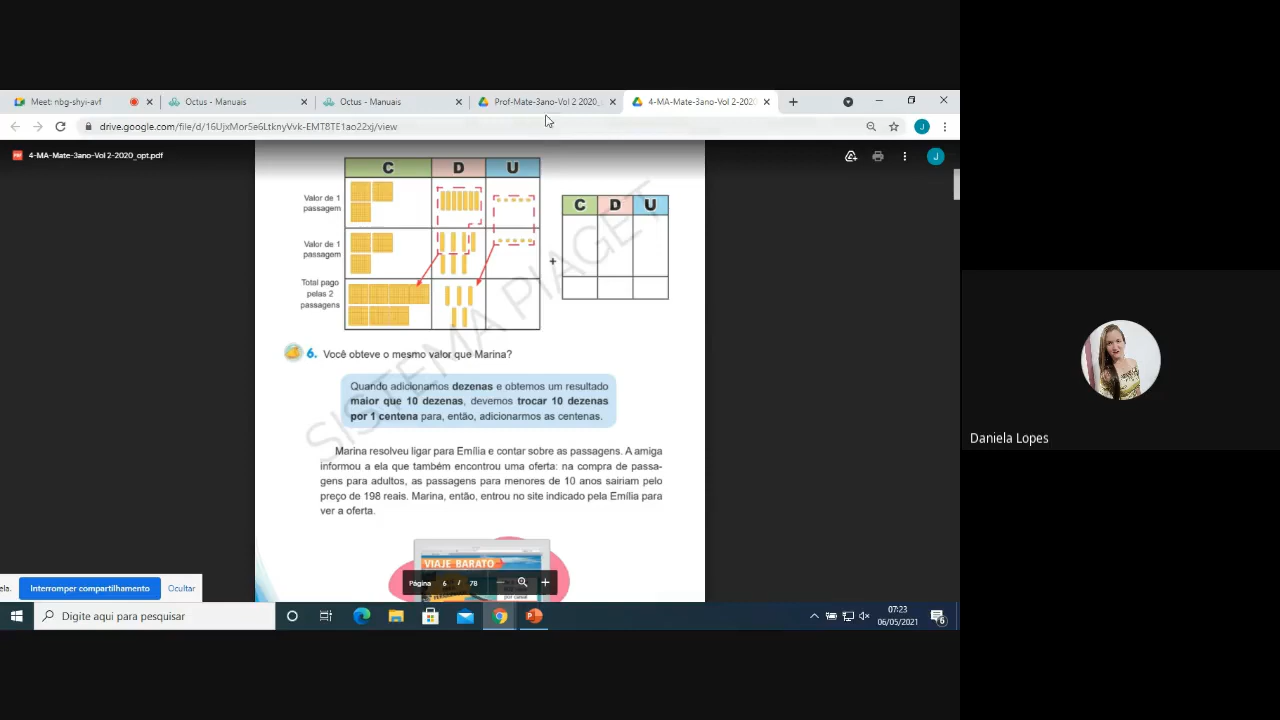 Meet: nbg-shyi-avf
Octus - Manuais
Octus - Manuais
Prof-Mate-3ano-Vol 2 2020_
4-MA-Mate-3ano-Vol 2-2020
drive.google.com/file/d/16UjxMor5e6LtknyVvk-EMT8TE1ao22xj/view
J
4-MA-Mate-3ano-Vol 2-2020_opt.pdf
J
C D U
Valor de 1
passagem
Valor de 1
passagem
Total pago
pelas 2
passagens
C D U
+
SISTEMA PIAGET
6. Você obteve o mesmo valor que Marina?
Quando adicionamos dezenas e obtemos um resultado
maior que 10 dezenas, devemos trocar 10 dezenas
por 1 centena para, então, adicionarmos as centenas.
Marina resolveu ligar para Emília e contar sobre as passagens. A amiga
informou a ela que também encontrou uma oferta: na compra de passa-
gens para adultos, as passagens para menores de 10 anos sairiam pelo
preço de 198 reais. Marina, então, entrou no site indicado pela Emília para
ver a oferta.
VIAJE BARATO
Página 6 / 78
ela.
Interromper compartilhamento
Ocultar
Digite aqui para pesquisar
07:23
06/05/2021
6
Daniela Lopes